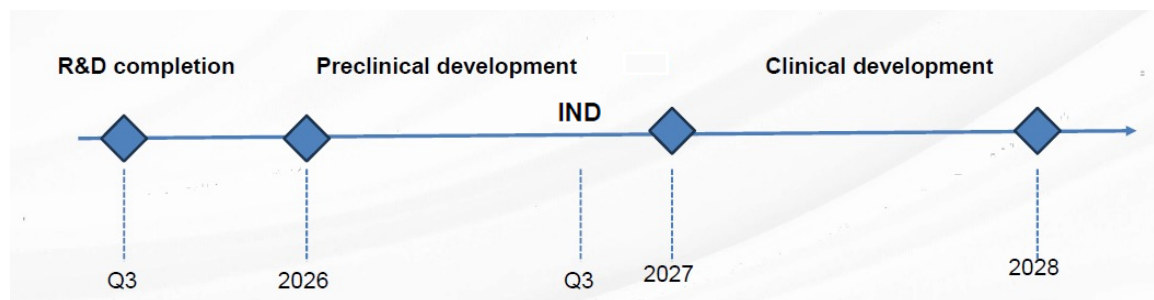 R&D completion
Preclinical development
Clinical development
IND
Q3
2026
Q3
2027
2028